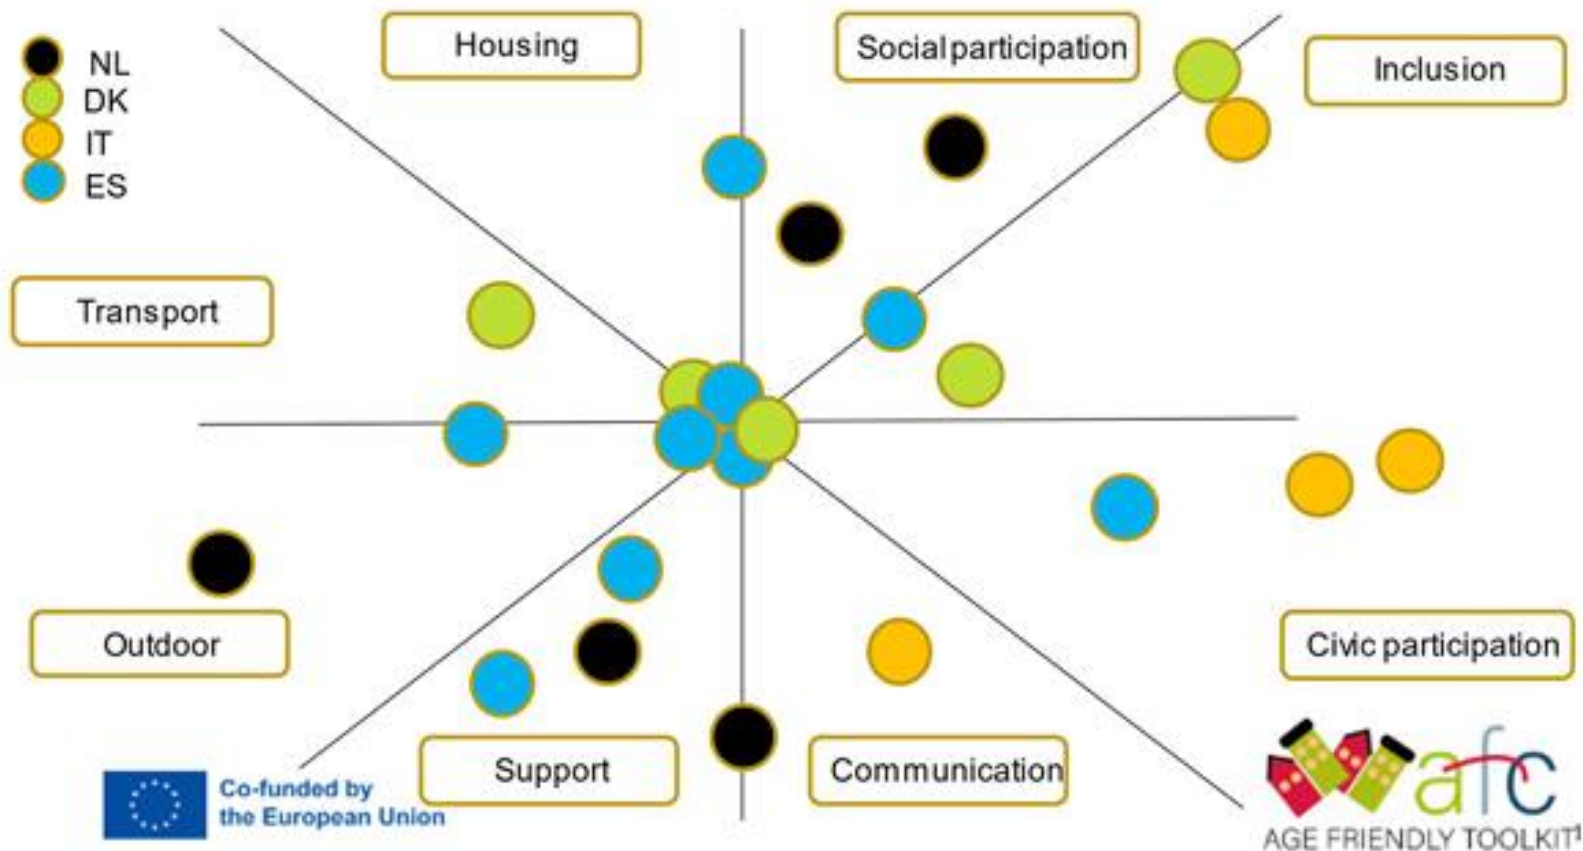 Housing
Social participation
Inclusion
NL
DK
IT
ES
Transport
Outdoor
Civic participation
Support
Communication
Co-funded by
the European Union
afc
AGE FRIENDLY TOOLKIT¹